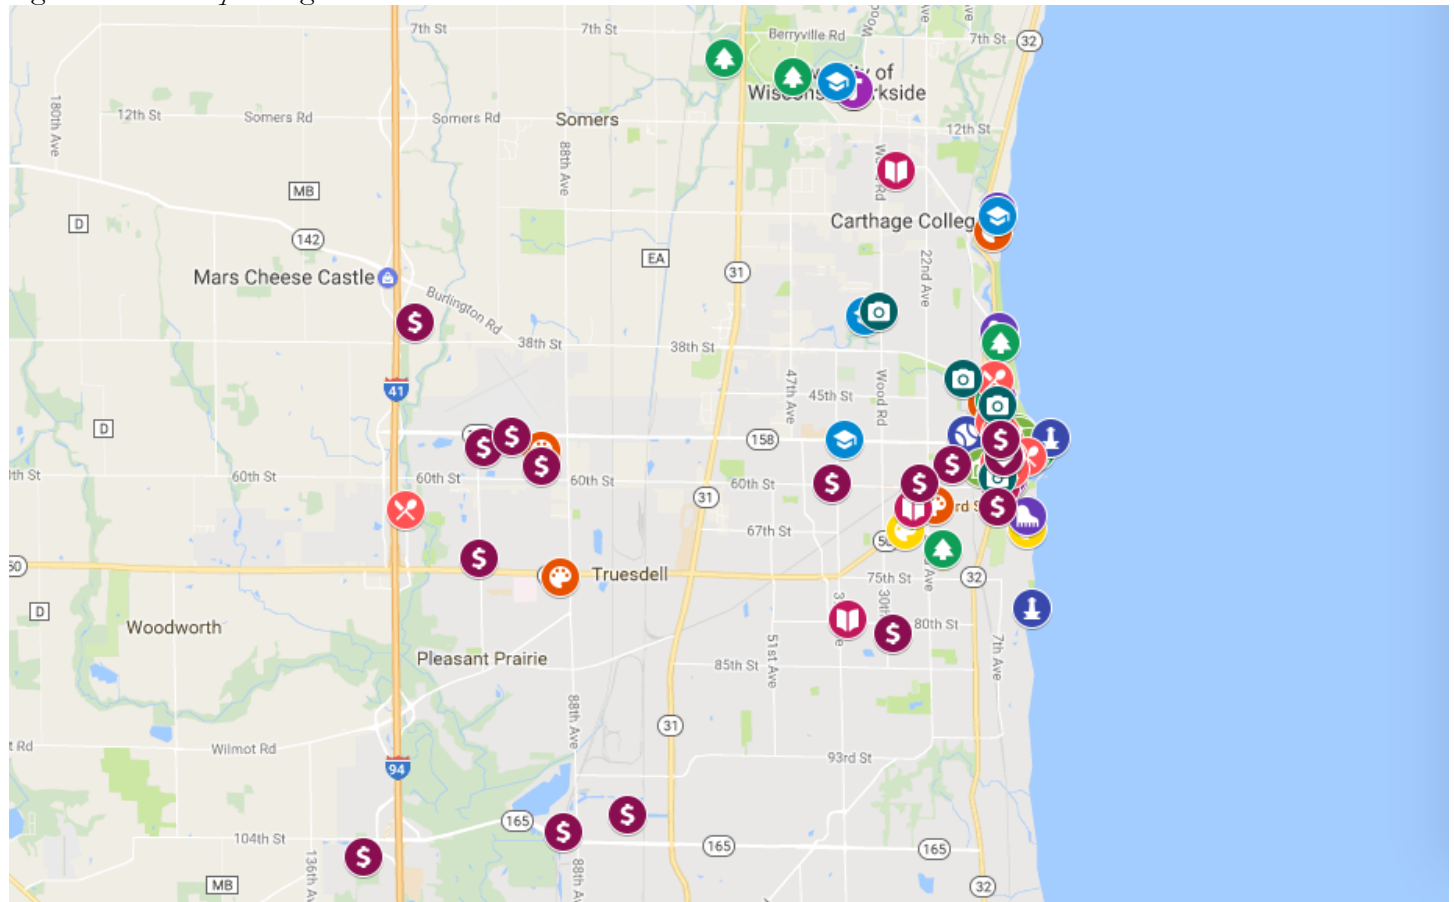 7th St
7th St
Berryville Rd
7th St
32
180th Ave
12th St
Somers Rd
Somers Rd
Somers
12th St
88th Ave
MB
D
142
Carthage Colleg
EA
31
22nd Ave
Mars Cheese Castle
Burlington Rd
38th St
38th St
41
47th Ave
45th St
Wood Rd
D
158
60th St
60th St
60th St
60th St
31
67th St
50
Truesdell
75th St
32
D
Woodworth
80th St
Pleasant Prairie
85th St
51st Ave
7th Ave
88th Ave
31
Wilmot Rd
93rd St
94
165
104th St
165
165
MB
88th Ave
32